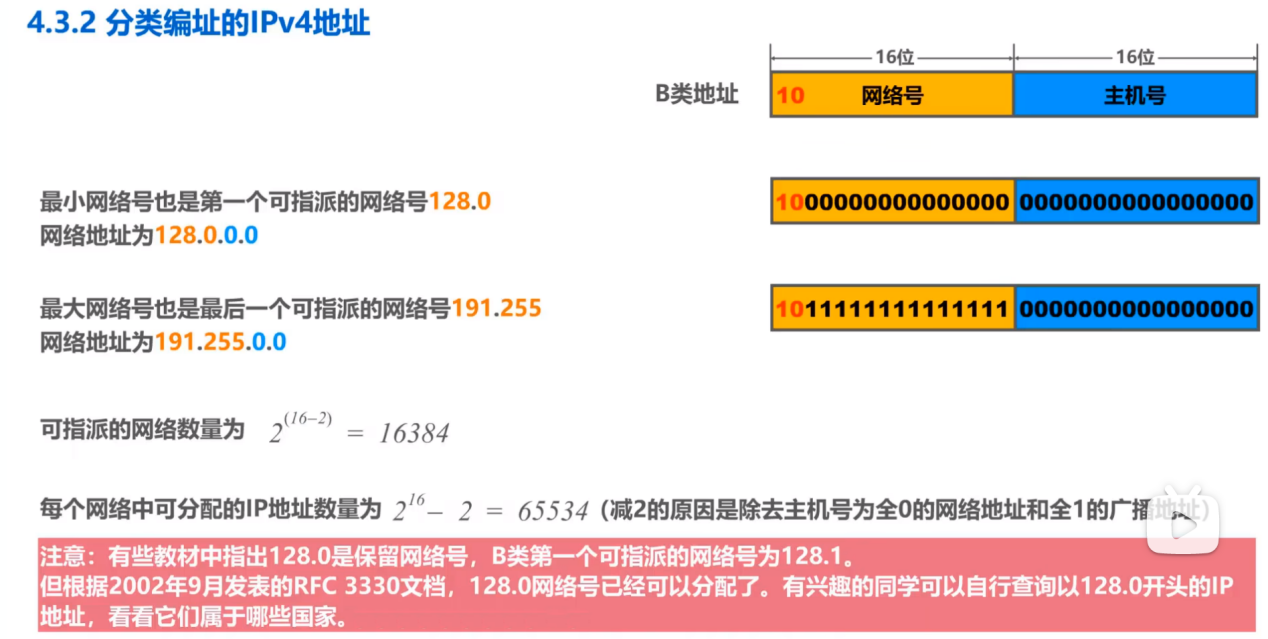 4.3.2 分类编址的IPv4地址
16位 16位
B类地址 10 网络号 主机号
最小网络号也是第一个可指派的网络号128.0
网络地址为128.0.0.0
1000000000000000 0000000000000000
最大网络号也是最后一个可指派的网络号191.255
网络地址为191.255.0.0
1011111111111111 0000000000000000
可指派的网络数量为 2^(16-2) = 16384
每个网络中可分配的IP地址数量为 2^16 - 2 = 65534 (减2的原因是除去主机号为全0的网络地址和全1的广播地址)
注意：有些教材中指出128.0是保留网络号，B类第一个可指派的网络号为128.1。
但根据2002年9月发表的RFC 3330文档，128.0网络号已经可以分配了。有兴趣的同学可以自行查询以128.0开头的IP
地址，看看它们属于哪些国家。